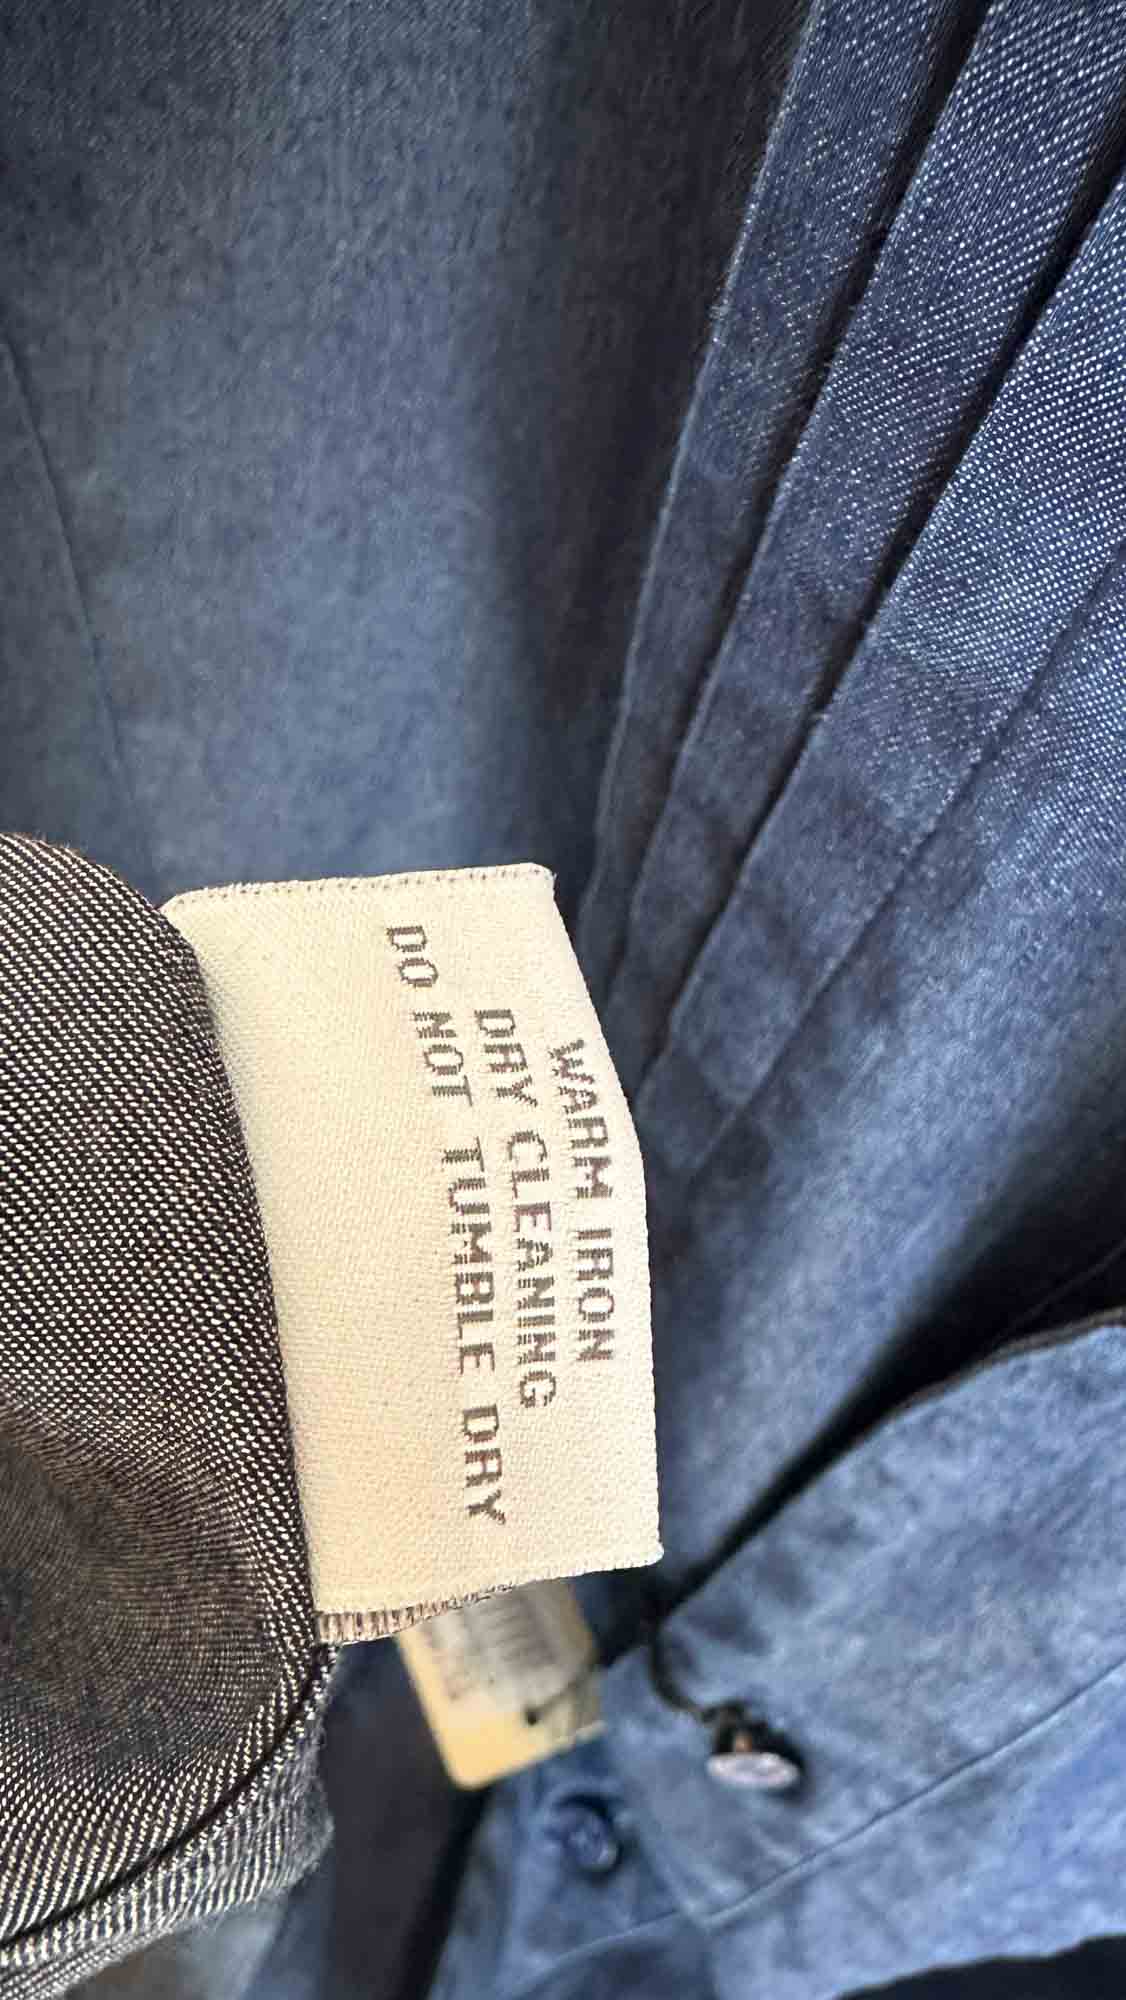 WARM IRON
DRY CLEANING
DO NOT TUMBLE DRY